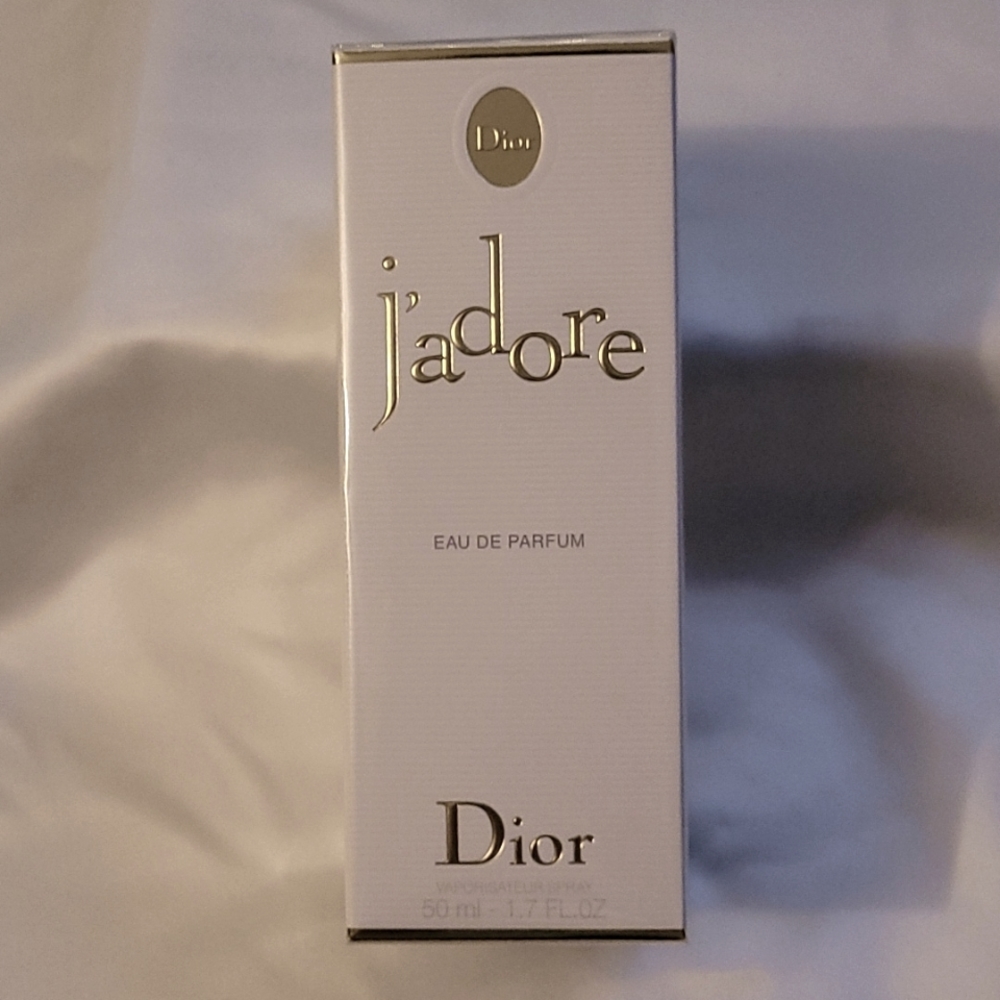 Dior
j'adore
EAU DE PARFUM
Dior
VAPORISATEUR SPRAY
50 ml - 1.7 FL.OZ